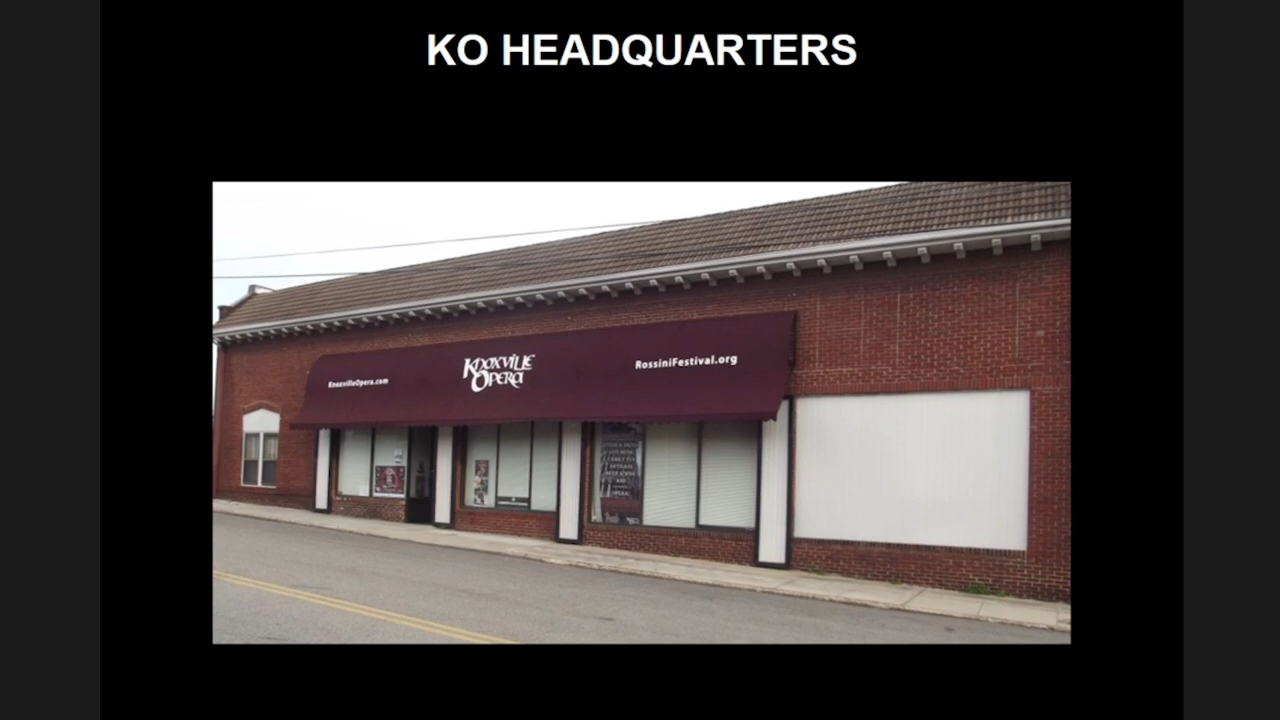 KO HEADQUARTERS
KnoxvilleOpera.com
KNOXVILLE
OPERA
RossiniFestival.org